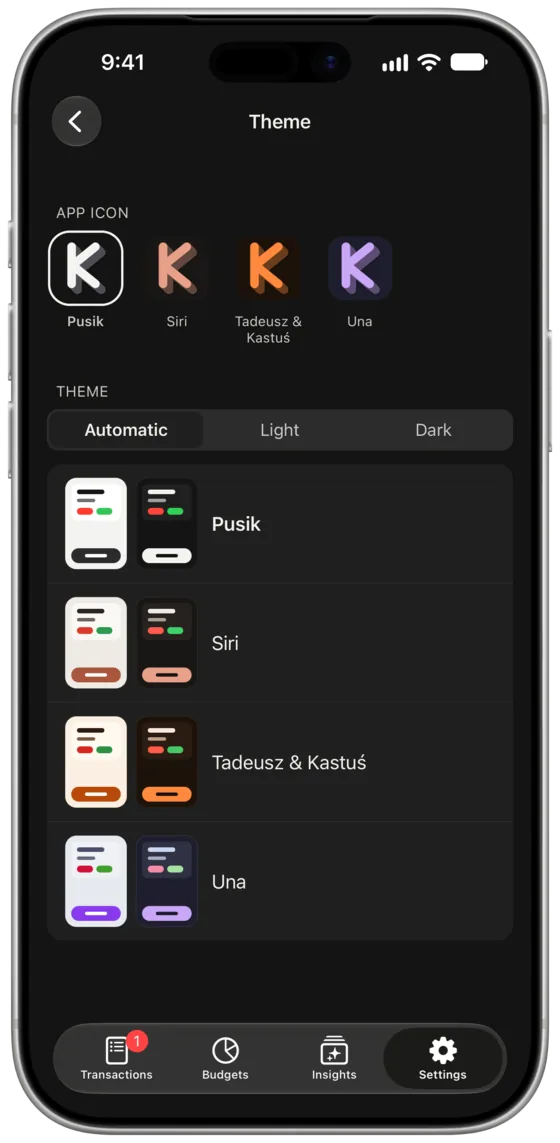 9:41
Theme
APP ICON
Pusik
Siri
Tadeusz &
Kastuś
Una
THEME
Automatic
Light
Dark
Pusik
Siri
Tadeusz & Kastuś
Una
1
Transactions
Budgets
Insights
Settings